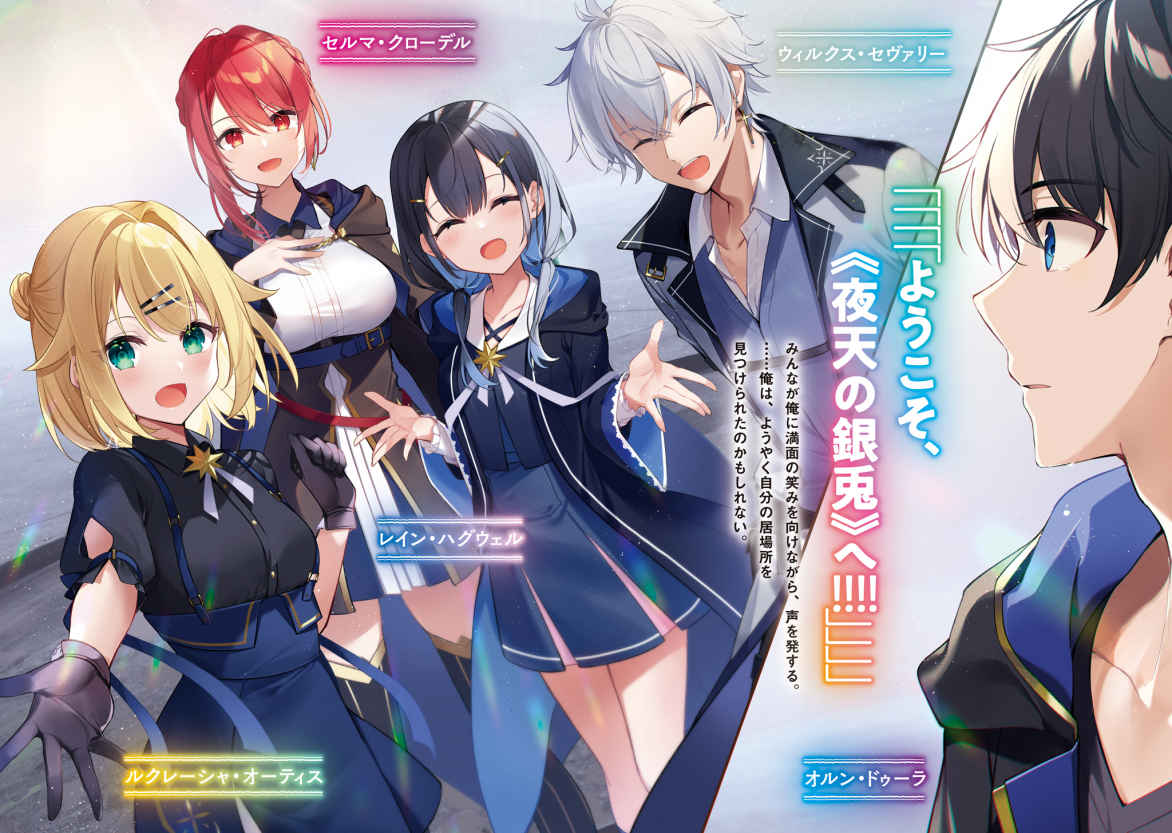 セルマ・クローデル
ウィルクス・セヴァリー
「「「「ようこそ、
《夜天の銀兎》へ!!!!」」」」
みんなが俺に満面の笑みを向けながら、声を発する。
……俺は、ようやく自分の居場所を
見つけられたのかもしれない。
レイン・ハグウェル
ルクレーシャ・オーティス
オルン・ドゥーラ